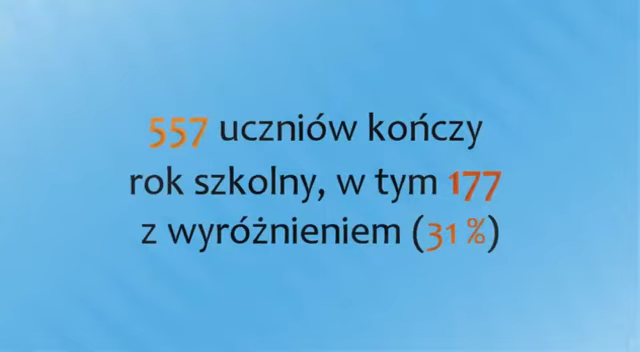 557 uczniów kończy
rok szkolny, w tym 177
z wyróżnieniem (31 %)